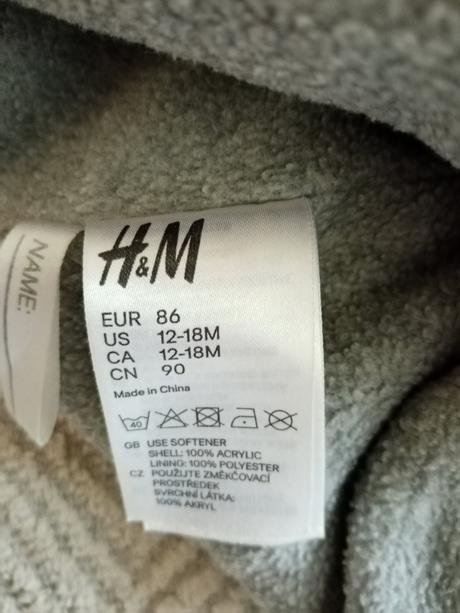 NAME:
H&M
EUR 86
US 12-18M
CA 12-18M
CN 90
Made in China
40
GB USE SOFTENER
SHELL: 100% ACRYLIC
LINING: 100% POLYESTER
CZ POUŽIJTE ZMĚKČOVACÍ
PROSTŘEDEK
SVRCHNÍ LÁTKA:
100% AKRYL